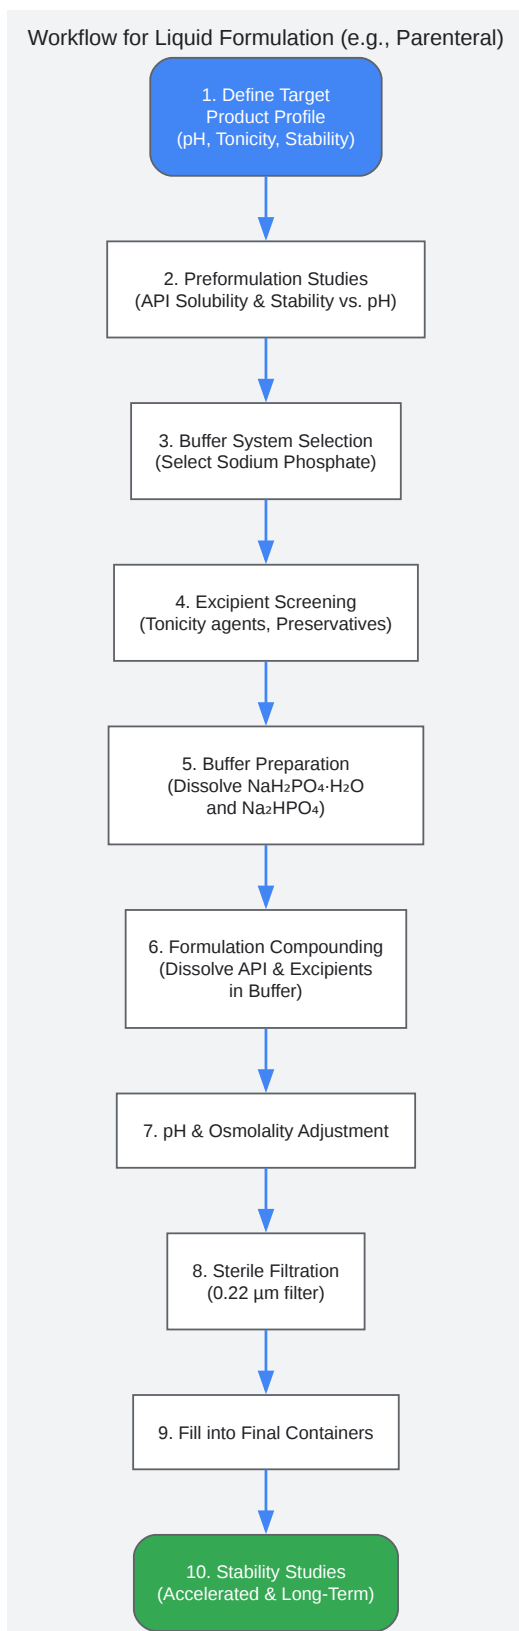 Workflow for Liquid Formulation (e.g., Parenteral)
1. Define Target
Product Profile
(pH, Tonicity, Stability)
2. Preformulation Studies
(API Solubility & Stability vs. pH)
3. Buffer System Selection
(Select Sodium Phosphate)
4. Excipient Screening
(Tonicity agents, Preservatives)
5. Buffer Preparation
(Dissolve NaH₂PO₄·H₂O
and Na₂HPO₄)
6. Formulation Compounding
(Dissolve API & Excipients
in Buffer)
7. pH & Osmolality Adjustment
8. Sterile Filtration
(0.22 µm filter)
9. Fill into Final Containers
10. Stability Studies
(Accelerated & Long-Term)